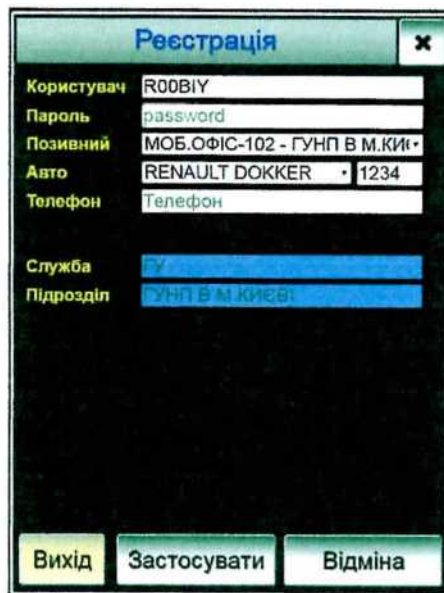 Реєстрація ×
Користувач R00BIY
Пароль password
Позивний МОБ.ОФІС-102 - ГУНП В М.КИЄ
Авто RENAULT DOKKER 1234
Телефон Телефон
Служба ГУ
Підрозділ ГУНП В М.КИЄВІ
Вихід Застосувати Відміна